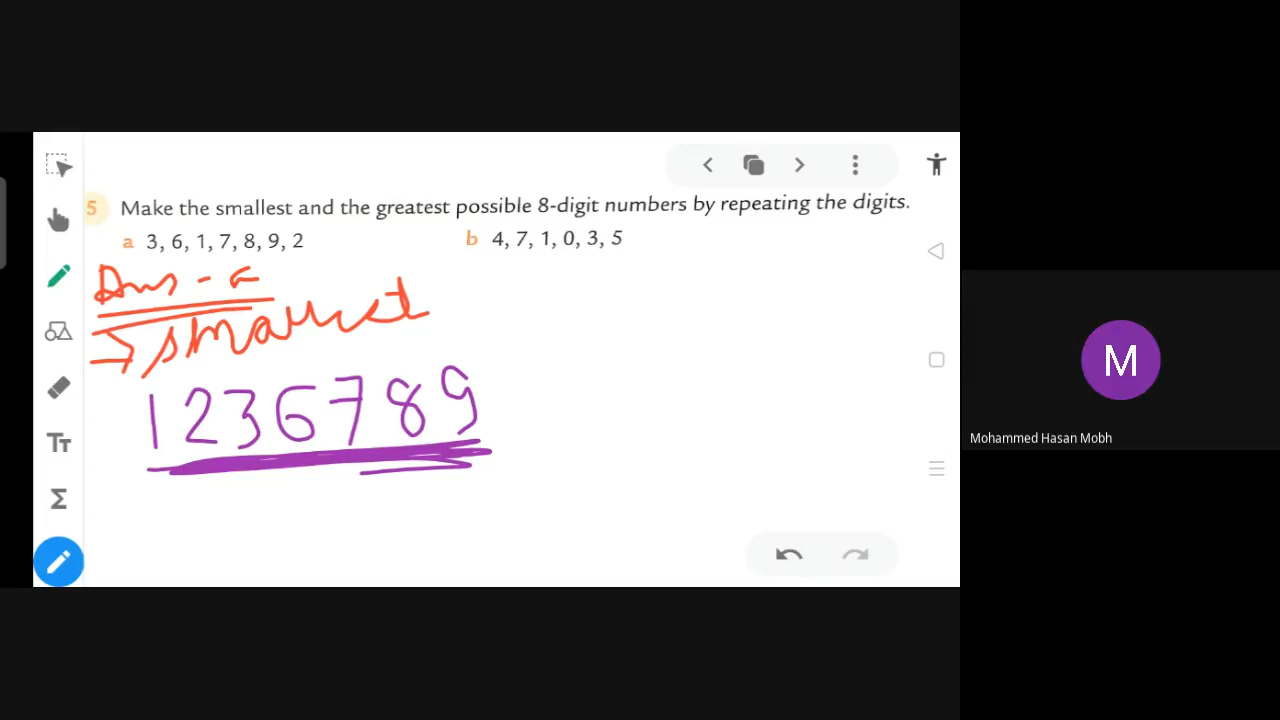 5 Make the smallest and the greatest possible 8-digit numbers by repeating the digits.
a 3, 6, 1, 7, 8, 9, 2 b 4, 7, 1, 0, 3, 5
Ans -
→ smallest
1236789
TT
Σ
M
Mohammed Hasan Mobh